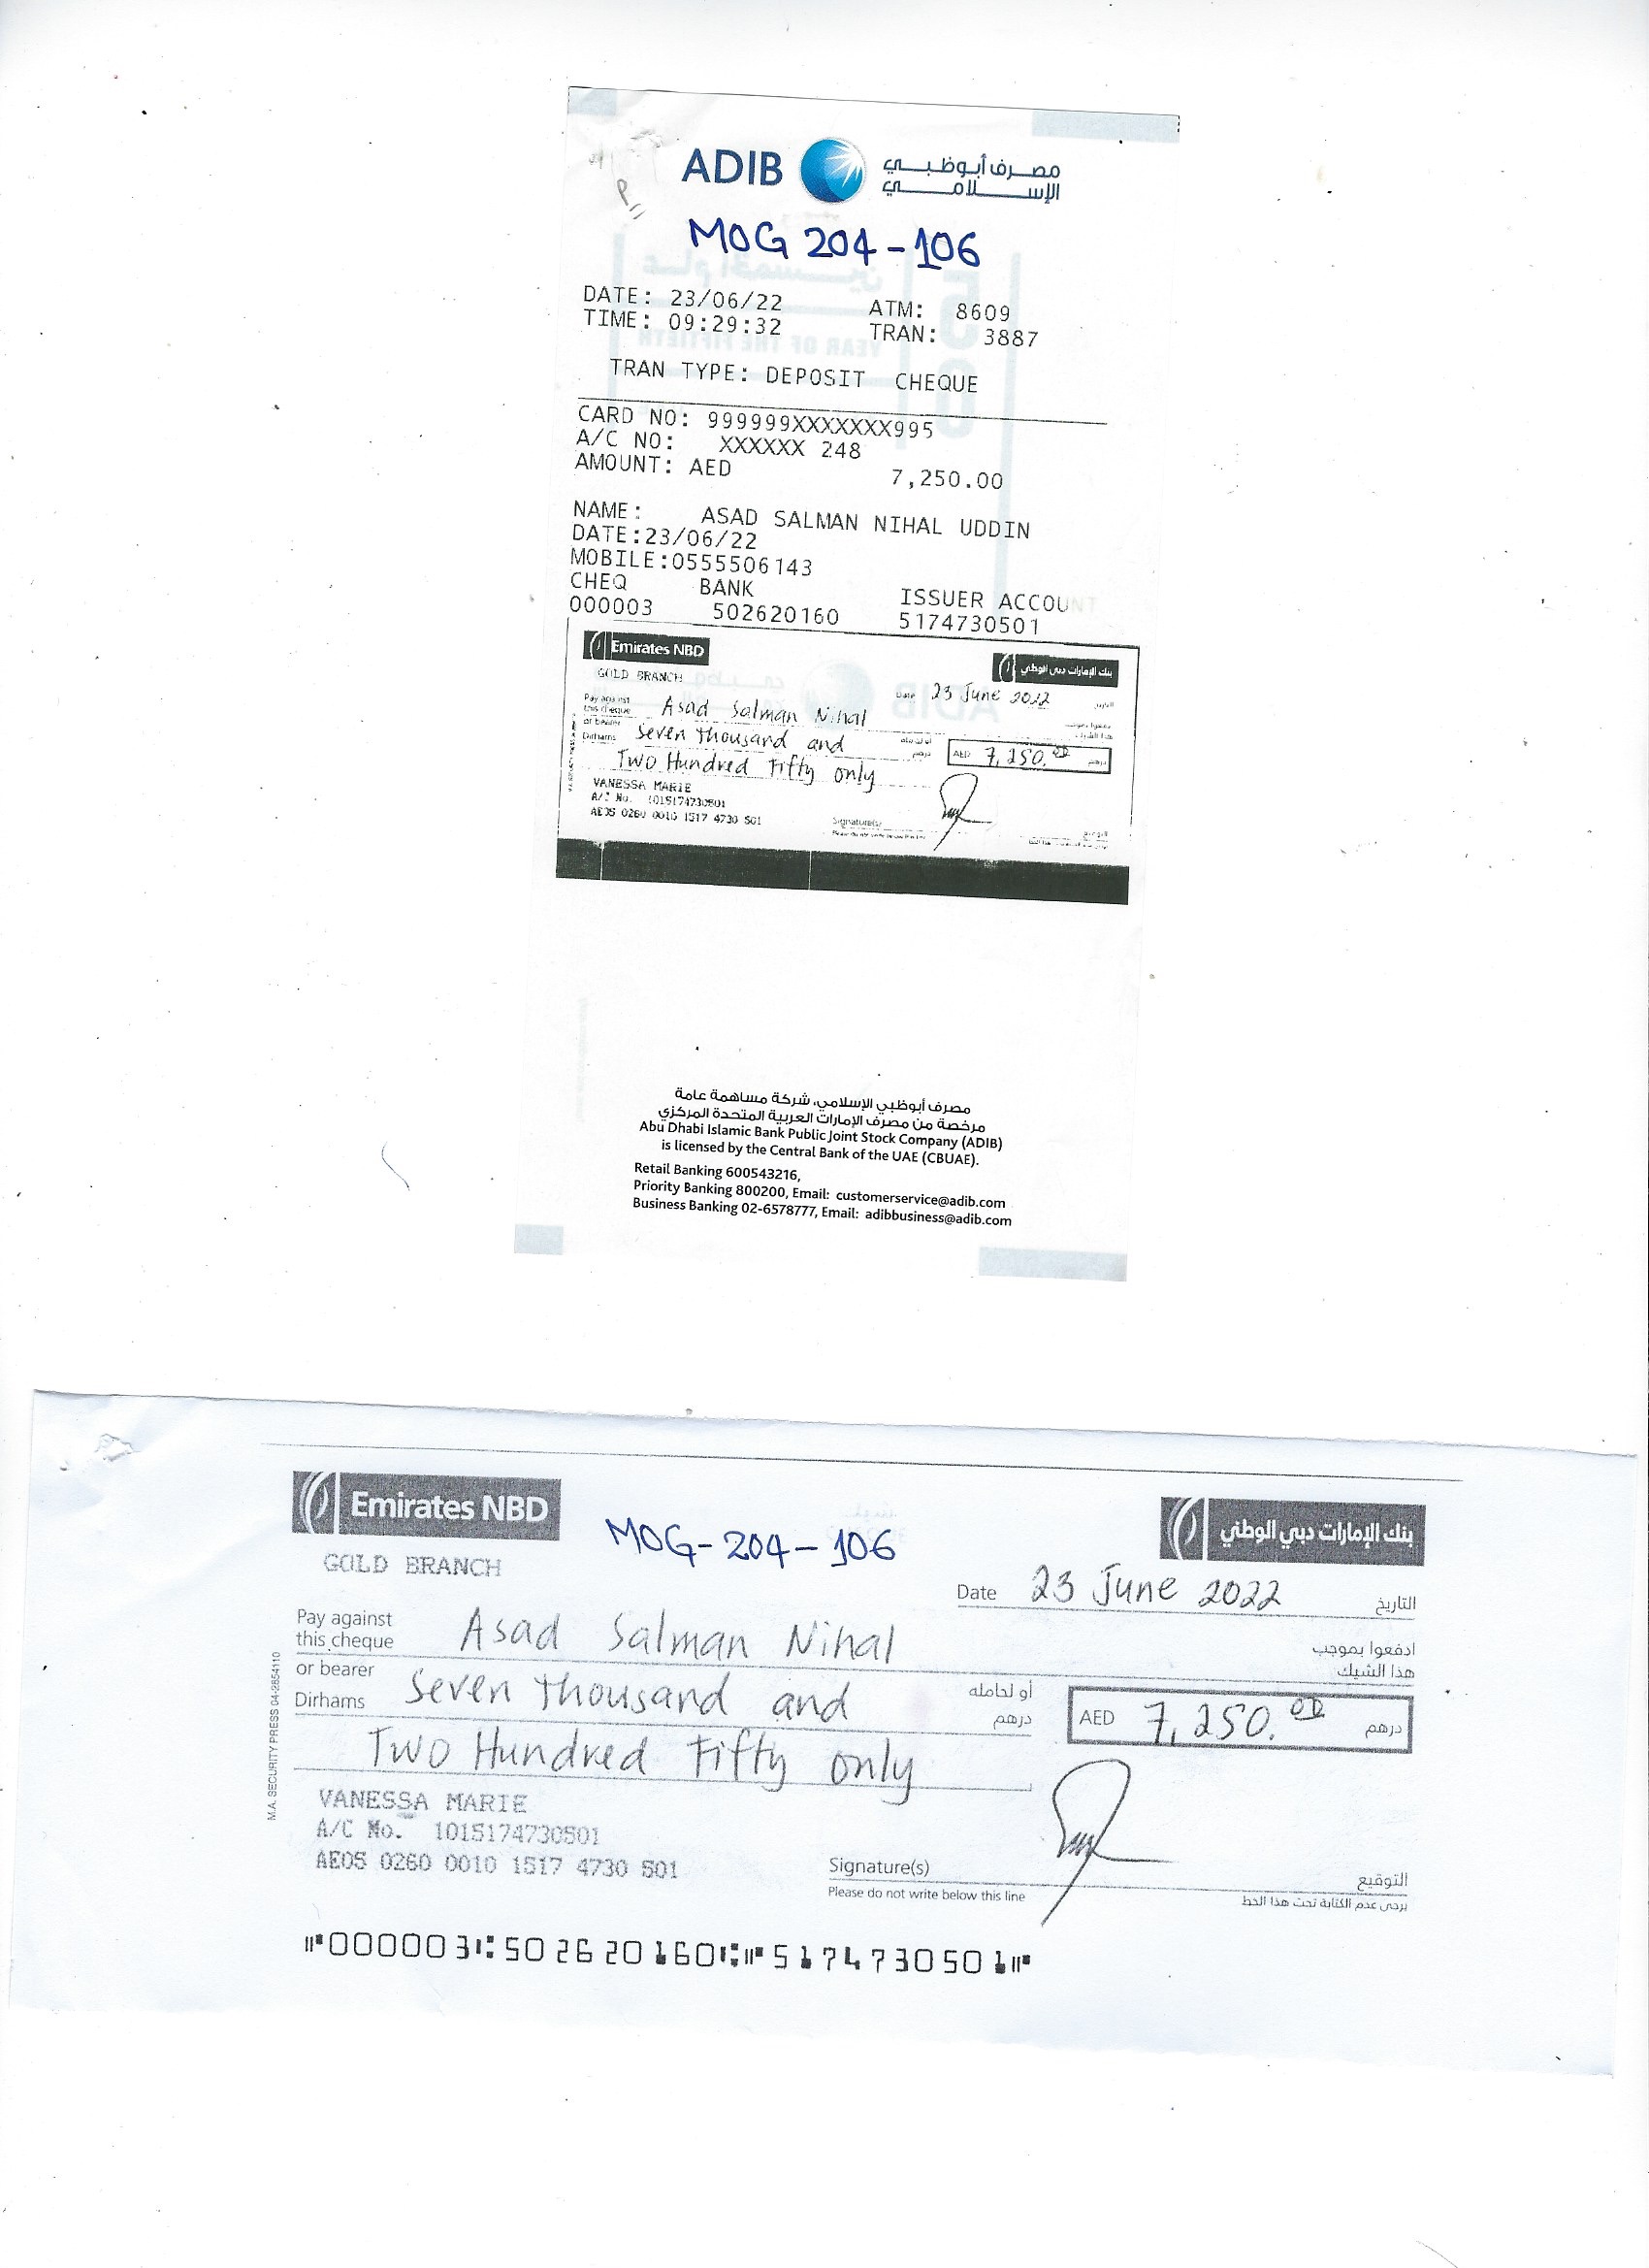 ADIB مصرف أبوظبي
الإسلامي
MOG 204-106
DATE: 23/06/22 ATM: 8609
TIME: 09:29:32 TRAN: 3887
YEAR OF THE FIFTIETH
TRAN TYPE: DEPOSIT CHEQUE
CARD NO: 999999XXXXXXX995
A/C NO: XXXXXX 248
AMOUNT: AED 7,250.00
NAME: ASAD SALMAN NIHAL UDDIN
DATE:23/06/22
MOBILE:0555506143
CHEQ BANK ISSUER ACCOUNT
000003 502620160 5174730501
Emirates NBD بنك الإمارات دبي الوطني
GOLD BRANCH
Date 23 June 2022 التاريخ
Pay against
this cheque Asad Salman Nihal
or bearer
Dirhams Seven thousand and AED 7,250.00 درهم
Two Hundred Fifty only
VANESSA MARIE
A/C No. 1015174730501
AE05 0260 0010 1517 4730 501
Signature(s) التوقيع
مصرف أبوظبي الإسلامي، شركة مساهمة عامة
مرخصة من مصرف الإمارات العربية المتحدة المركزي
Abu Dhabi Islamic Bank Public Joint Stock Company (ADIB)
is licensed by the Central Bank of the UAE (CBUAE).
Retail Banking 600543216,
Priority Banking 800200, Email: customerservice@adib.com
Business Banking 02-6578777, Email: adibbusiness@adib.com
Emirates NBD MOG-204-106 بنك الإمارات دبي الوطني
GOLD BRANCH
Date 23 June 2022 التاريخ
Pay against ادفعوا بموجب
this cheque Asad Salman Nihal هذا الشيك
or bearer أو لحامله
Dirhams Seven thousand and درهم AED 7,250.00 درهم
Two Hundred Fifty only
VANESSA MARIE
A/C No. 1015174730501
AE05 0260 0010 1517 4730 501
Signature(s) التوقيع
Please do not write below this line يرجى عدم الكتابة تحت هذا الخط
M.A. SECURITY PRESS 04-2854110
⑈000003⑆502620160⑆⑈5174730501⑈